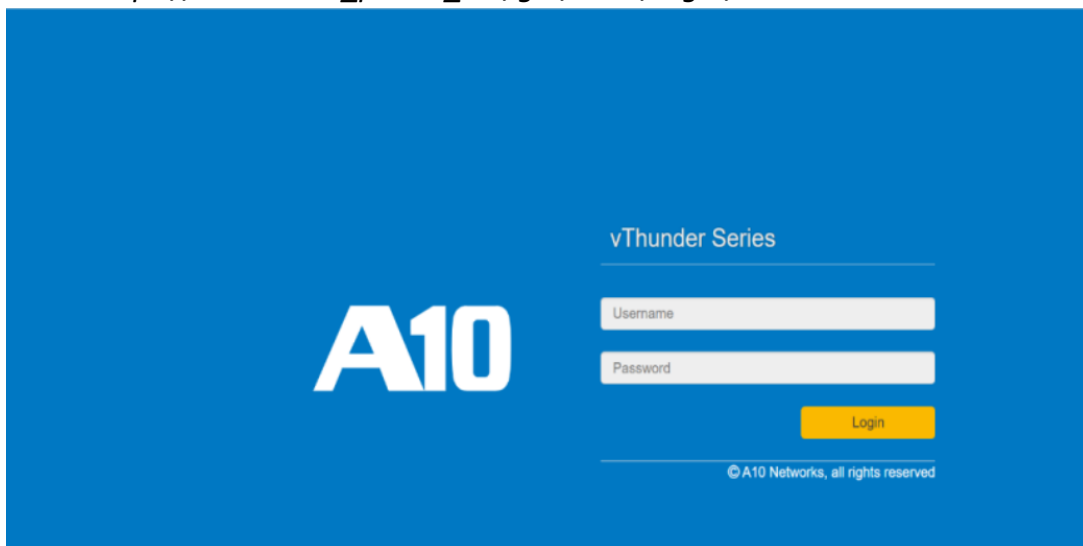 vThunder Series
A10
Username
Password
Login
© A10 Networks, all rights reserved